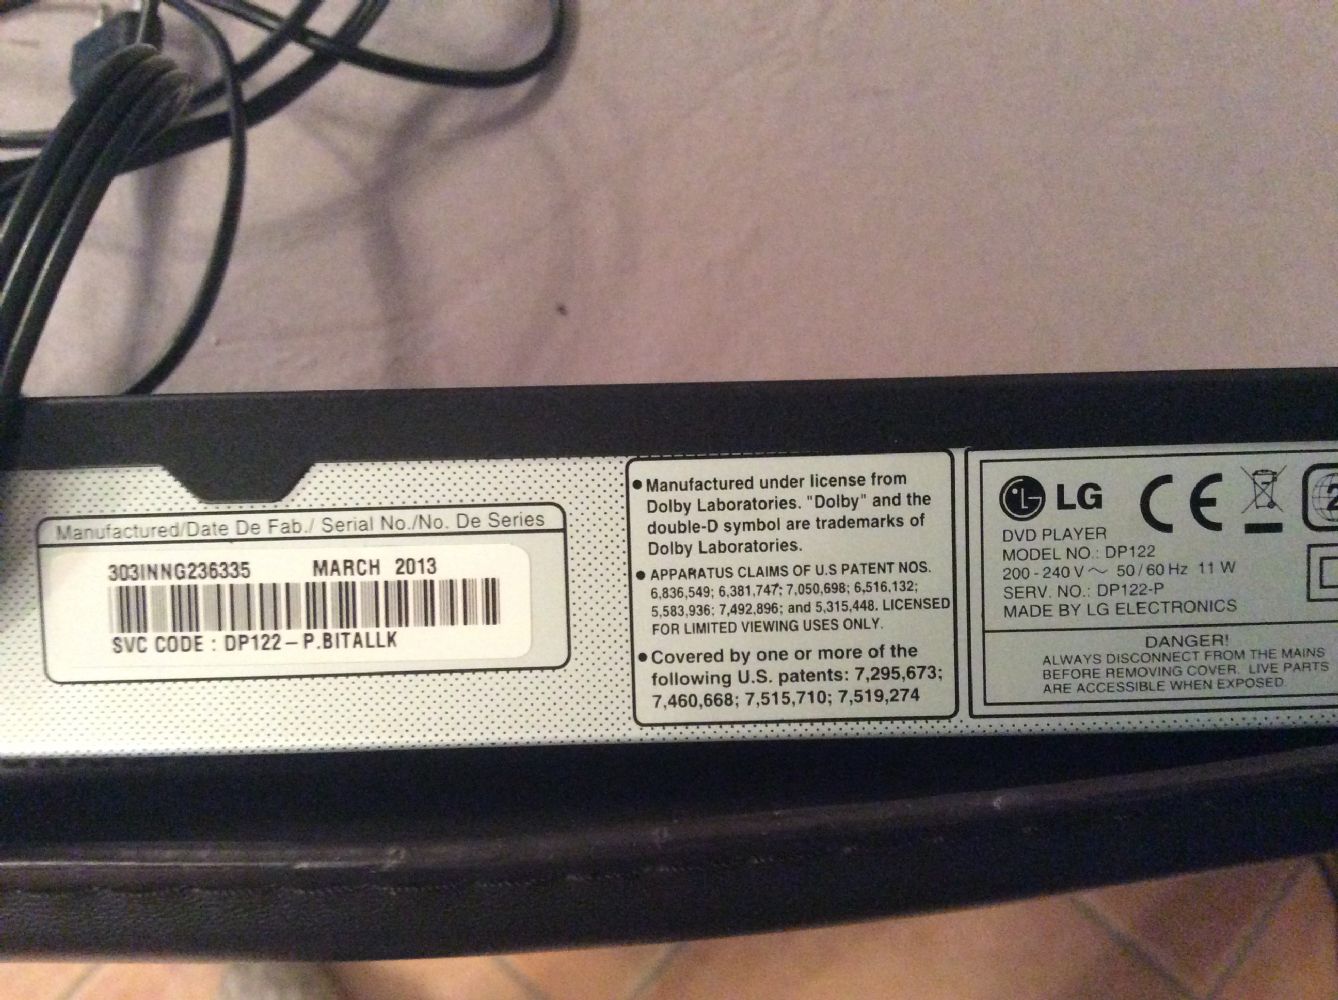 Manufactured/Date De Fab./ Serial No./No. De Series
303INNG236335 MARCH 2013
SVC CODE : DP122-P.BITALLK
• Manufactured under license from
Dolby Laboratories. "Dolby" and the
double-D symbol are trademarks of
Dolby Laboratories.
• APPARATUS CLAIMS OF U.S PATENT NOS.
6,836,549; 6,381,747; 7,050,698; 6,516,132;
5,583,936; 7,492,896; and 5,315,448. LICENSED
FOR LIMITED VIEWING USES ONLY.
• Covered by one or more of the
following U.S. patents: 7,295,673;
7,460,668; 7,515,710; 7,519,274
LG CE
2
DVD PLAYER
MODEL NO.: DP122
200-240 V ~ 50/60 Hz 11 W
SERV. NO.: DP122-P
MADE BY LG ELECTRONICS
DANGER!
ALWAYS DISCONNECT FROM THE MAINS
BEFORE REMOVING COVER. LIVE PARTS
ARE ACCESSIBLE WHEN EXPOSED.